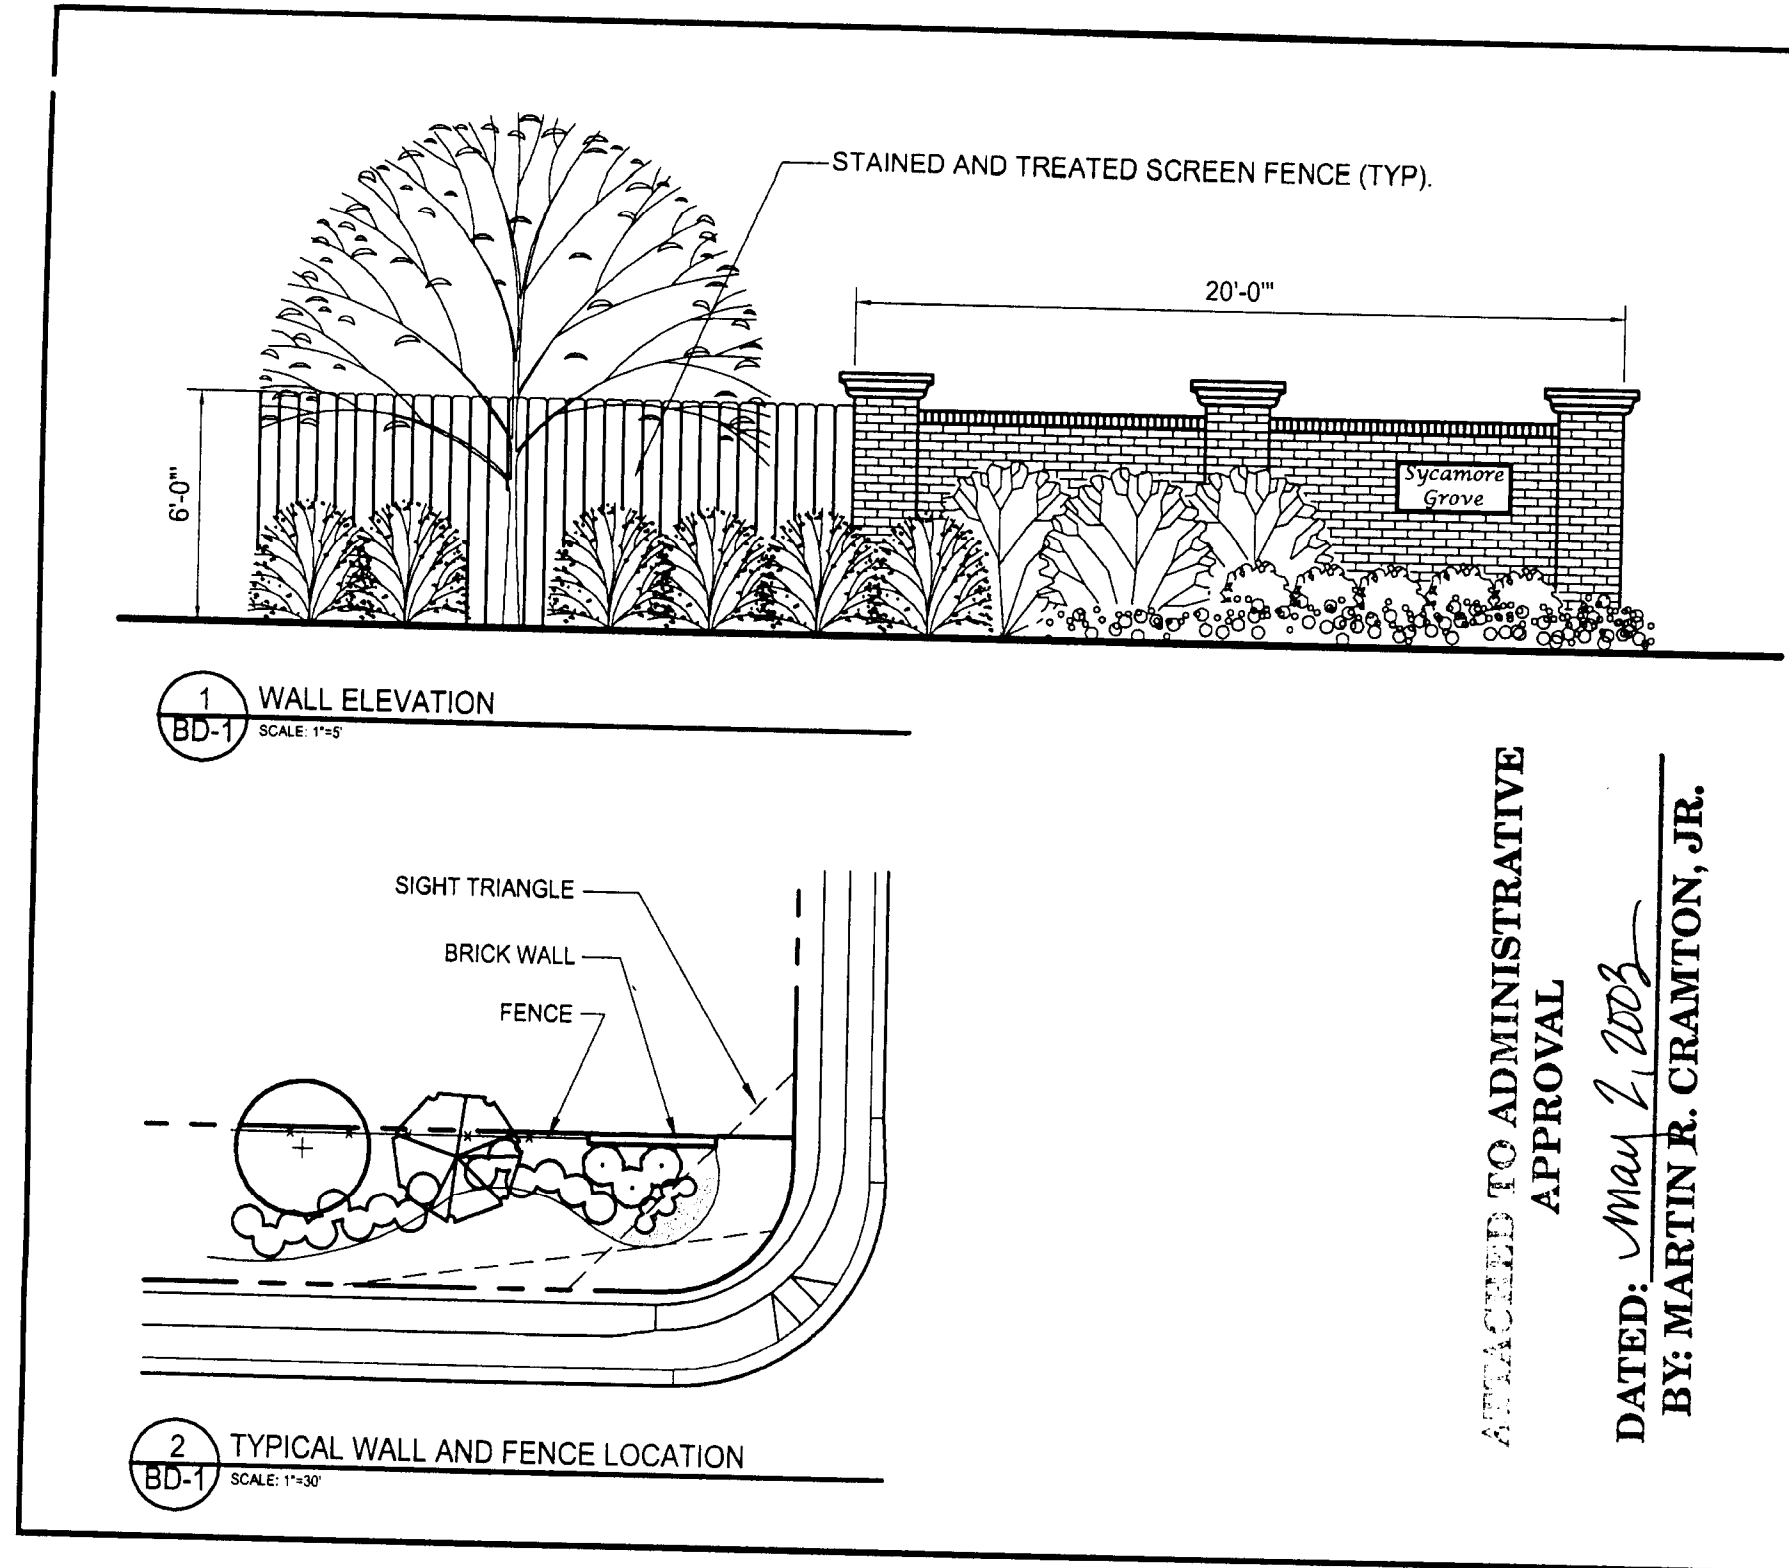 STAINED AND TREATED SCREEN FENCE (TYP).
20'-0'"
6'-0'"
Sycamore
Grove
1
BD-1
WALL ELEVATION
SCALE: 1"=5'
SIGHT TRIANGLE
BRICK WALL
FENCE
2
BD-1
TYPICAL WALL AND FENCE LOCATION
SCALE: 1"=30'
ATTACHED TO ADMINISTRATIVE
APPROVAL
DATED: May 2, 2003
BY: MARTIN R. CRAMTON, JR.